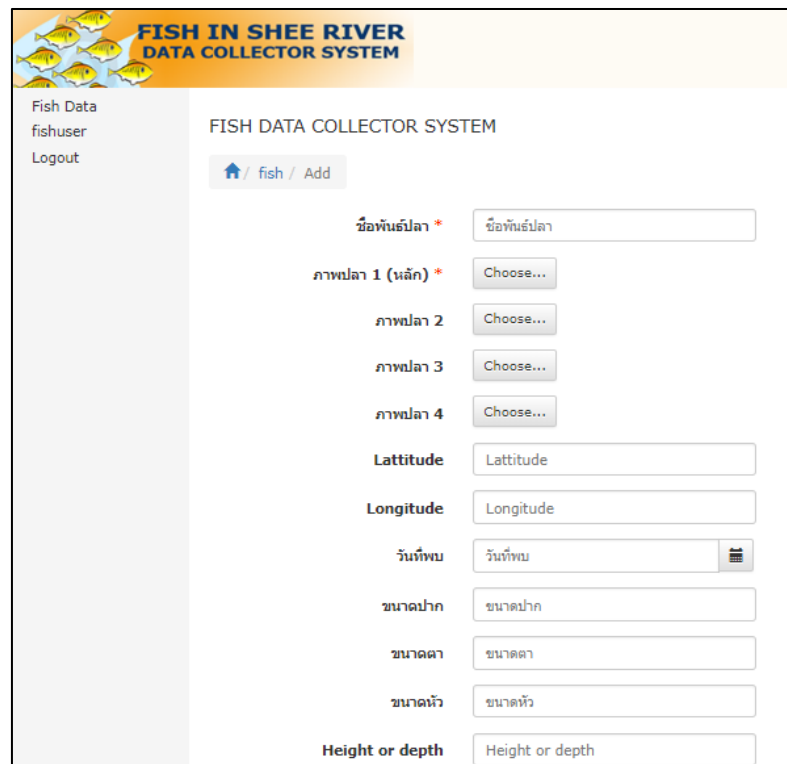 FISH IN SHEE RIVER
DATA COLLECTOR SYSTEM
Fish Data
fishuser
Logout
FISH DATA COLLECTOR SYSTEM
/ fish / Add
ชื่อพันธ์ปลา * ชื่อพันธ์ปลา
ภาพปลา 1 (หลัก) * Choose...
ภาพปลา 2 Choose...
ภาพปลา 3 Choose...
ภาพปลา 4 Choose...
Lattitude Lattitude
Longitude Longitude
วันที่พบ วันที่พบ
ขนาดปาก ขนาดปาก
ขนาดตา ขนาดตา
ขนาดหัว ขนาดหัว
Height or depth Height or depth